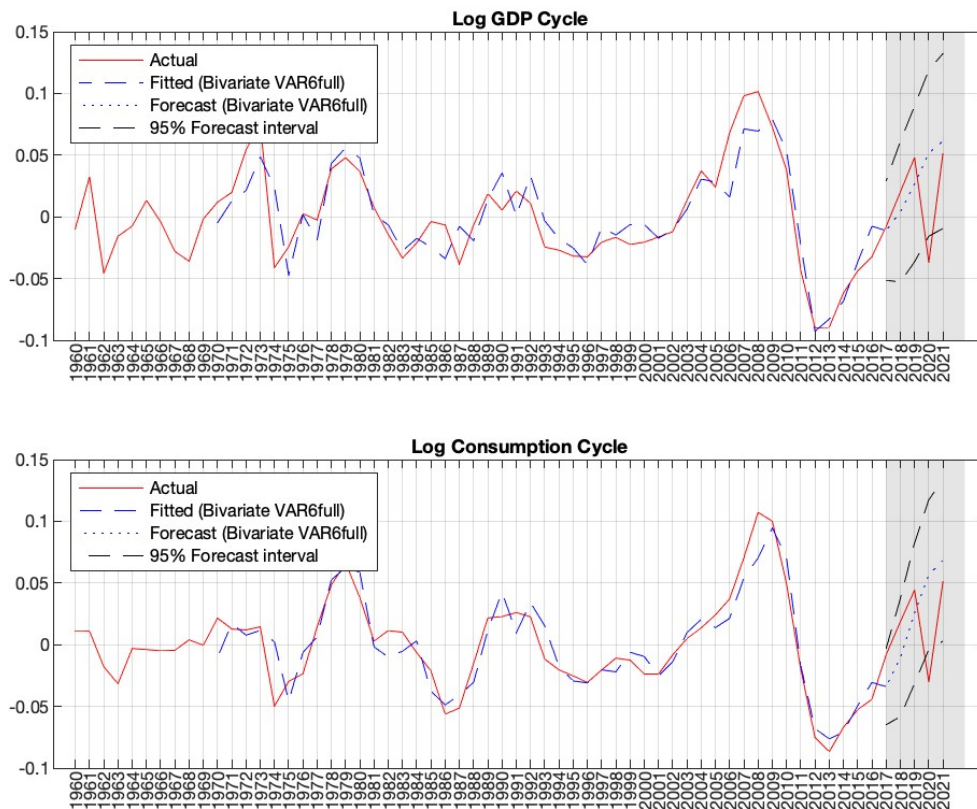 Log GDP Cycle
0.15
0.1
0.05
0
-0.05
-0.1
Actual
Fitted (Bivariate VAR6full)
Forecast (Bivariate VAR6full)
95% Forecast interval
1960 1961 1962 1963 1964 1965 1966 1967 1968 1969 1970 1971 1972 1973 1974 1975 1976 1977 1978 1979 1980 1981 1982 1983 1984 1985 1986 1987 1988 1989 1990 1991 1992 1993 1994 1995 1996 1997 1998 1999 2000 2001 2002 2003 2004 2005 2006 2007 2008 2009 2010 2011 2012 2013 2014 2015 2016 2017 2018 2019 2020 2021
Log Consumption Cycle
0.15
0.1
0.05
0
-0.05
-0.1
Actual
Fitted (Bivariate VAR6full)
Forecast (Bivariate VAR6full)
95% Forecast interval
1960 1961 1962 1963 1964 1965 1966 1967 1968 1969 1970 1971 1972 1973 1974 1975 1976 1977 1978 1979 1980 1981 1982 1983 1984 1985 1986 1987 1988 1989 1990 1991 1992 1993 1994 1995 1996 1997 1998 1999 2000 2001 2002 2003 2004 2005 2006 2007 2008 2009 2010 2011 2012 2013 2014 2015 2016 2017 2018 2019 2020 2021